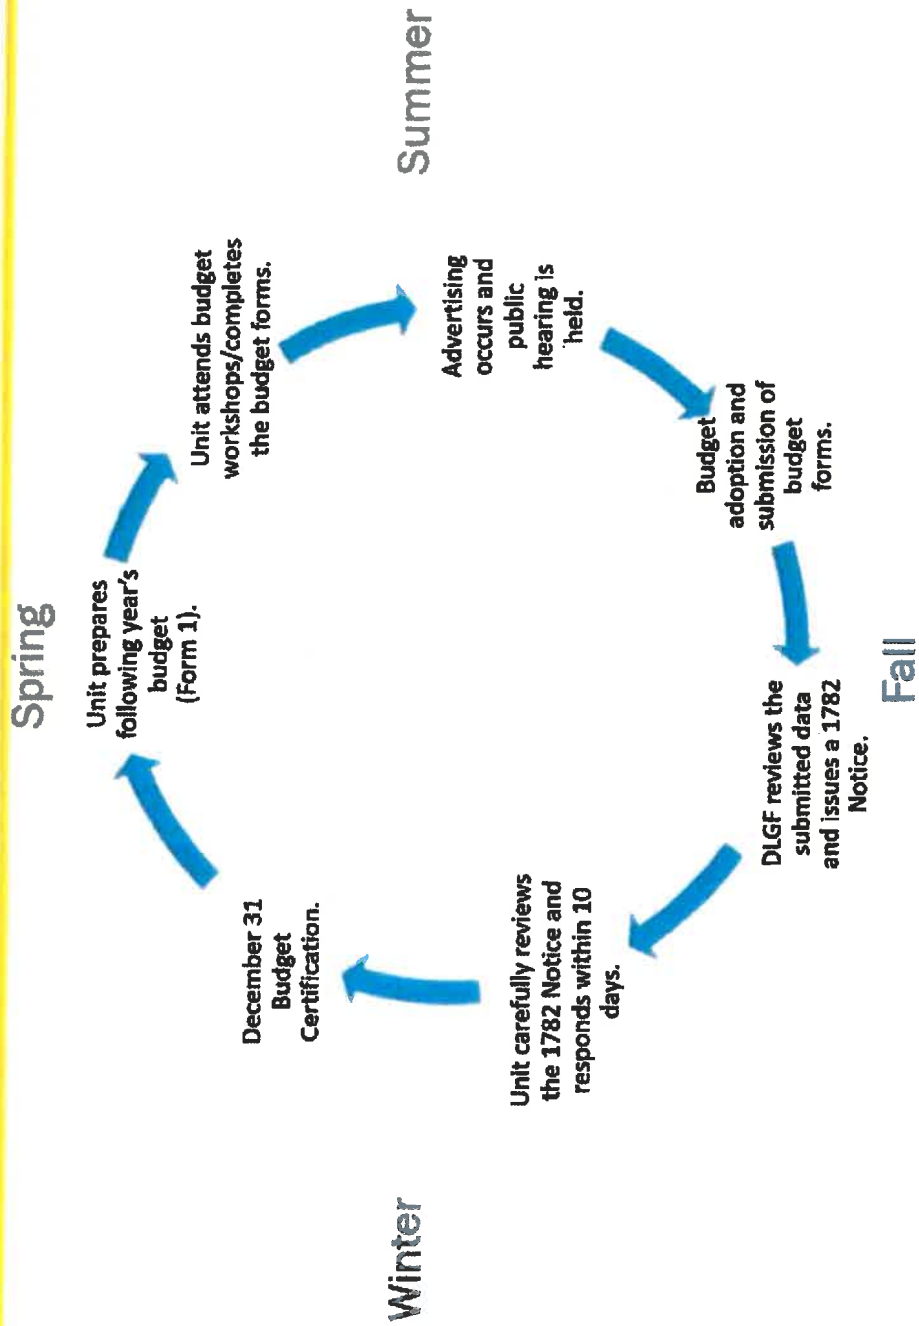 Spring
Unit prepares
following year's
budget
(Form 1).
Unit attends budget
workshops/completes
the budget forms.
Summer
Advertising
occurs and
public
hearing is
held.
Budget
adoption and
submission of
budget
forms.
Fall
DLGF reviews the
submitted data
and issues a 1782
Notice.
Unit carefully reviews
the 1782 Notice and
responds within 10
days.
Winter
December 31
Budget
Certification.